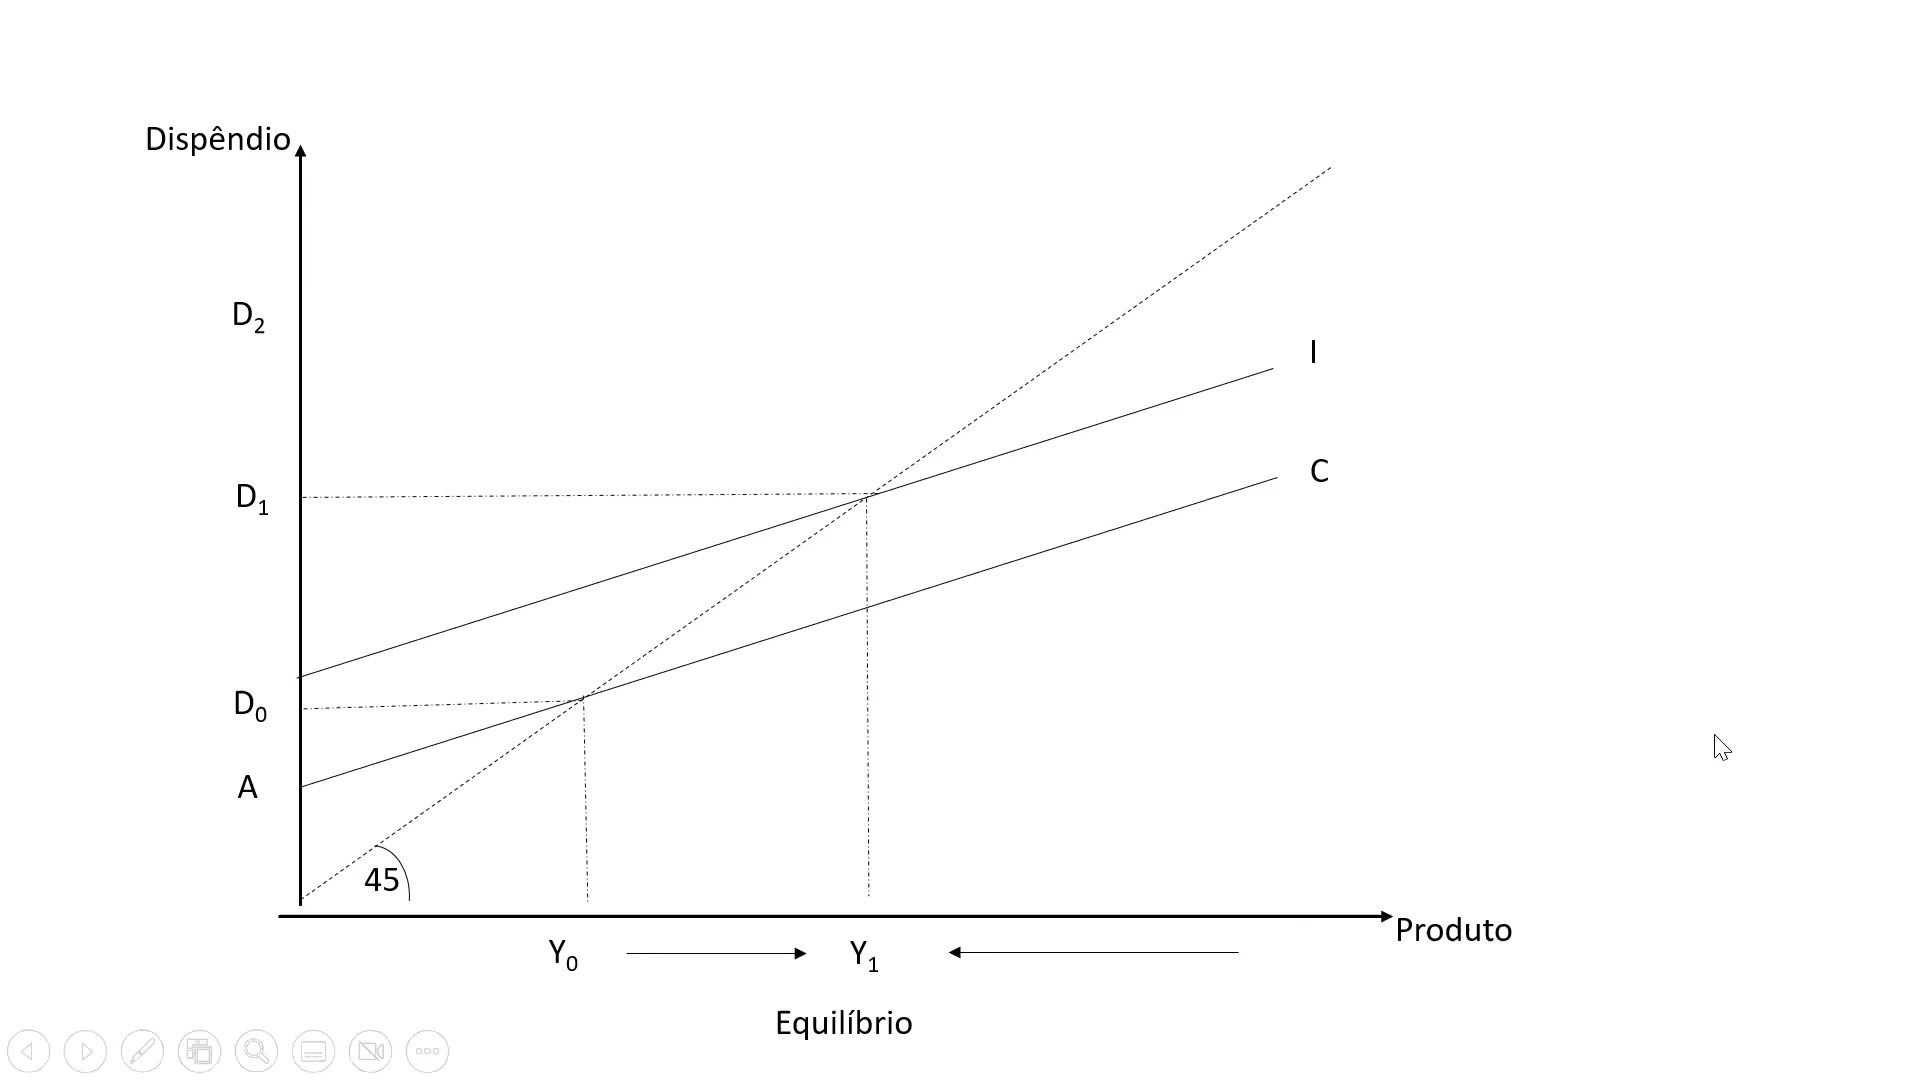 Dispêndio
D₂
I
C
D₁
D₀
A
45
Produto
Y₀
Y₁
Equilíbrio